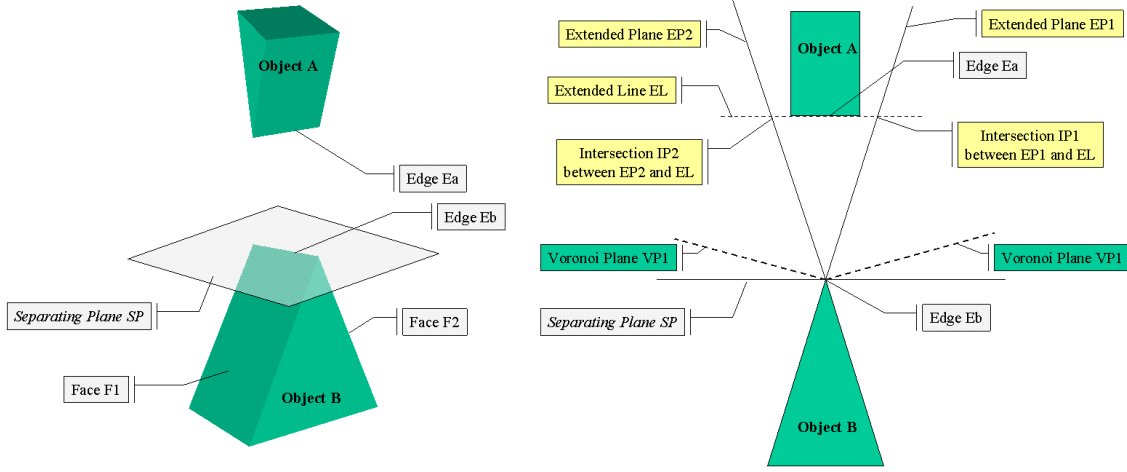 Object A
Edge Ea
Edge Eb
Separating Plane SP
Face F2
Face F1
Object B
Extended Plane EP2
Object A
Extended Plane EP1
Edge Ea
Extended Line EL
Intersection IP2
between EP2 and EL
Intersection IP1
between EP1 and EL
Voronoi Plane VP1
Voronoi Plane VP1
Separating Plane SP
Edge Eb
Object B